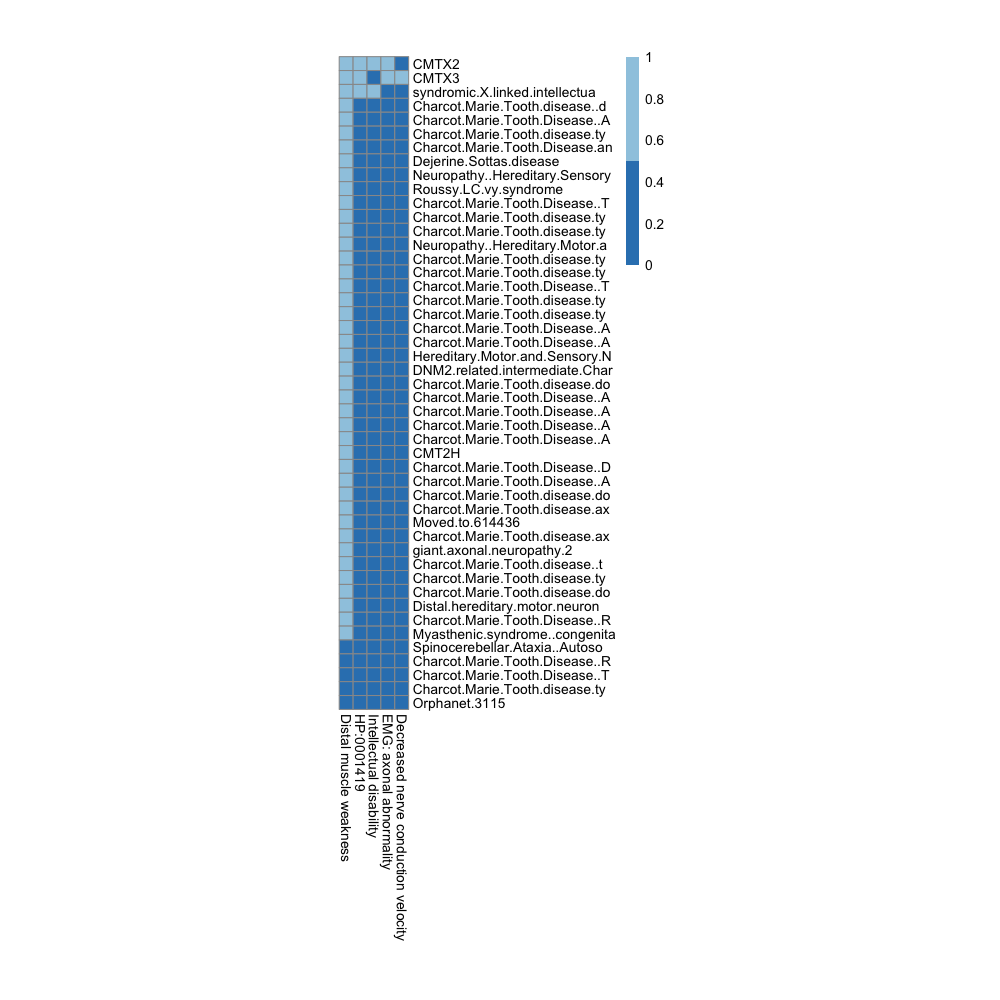 CMTX2
CMTX3
syndromic.X.linked.intellectua
Charcot.Marie.Tooth.disease..d
Charcot.Marie.Tooth.Disease..A
Charcot.Marie.Tooth.disease.ty
Charcot.Marie.Tooth.Disease.an
Dejerine.Sottas.disease
Neuropathy..Hereditary.Sensory
Roussy.LC.vy.syndrome
Charcot.Marie.Tooth.Disease..T
Charcot.Marie.Tooth.disease.ty
Charcot.Marie.Tooth.disease.ty
Neuropathy..Hereditary.Motor.a
Charcot.Marie.Tooth.disease.ty
Charcot.Marie.Tooth.disease.ty
Charcot.Marie.Tooth.Disease..T
Charcot.Marie.Tooth.disease.ty
Charcot.Marie.Tooth.disease.ty
Charcot.Marie.Tooth.Disease..A
Charcot.Marie.Tooth.Disease..A
Hereditary.Motor.and.Sensory.N
DNM2.related.intermediate.Char
Charcot.Marie.Tooth.disease.do
Charcot.Marie.Tooth.Disease..A
Charcot.Marie.Tooth.Disease..A
Charcot.Marie.Tooth.Disease..A
Charcot.Marie.Tooth.Disease..A
CMT2H
Charcot.Marie.Tooth.Disease..D
Charcot.Marie.Tooth.Disease..A
Charcot.Marie.Tooth.disease.do
Charcot.Marie.Tooth.disease.ax
Moved.to.614436
Charcot.Marie.Tooth.disease.ax
giant.axonal.neuropathy.2
Charcot.Marie.Tooth.disease..t
Charcot.Marie.Tooth.disease.ty
Charcot.Marie.Tooth.disease.do
Distal.hereditary.motor.neuron
Charcot.Marie.Tooth.Disease..R
Myasthenic.syndrome..congenita
Spinocerebellar.Ataxia..Autoso
Charcot.Marie.Tooth.Disease..R
Charcot.Marie.Tooth.Disease..T
Charcot.Marie.Tooth.disease.ty
Orphanet.3115
1
0.8
0.6
0.4
0.2
0
Distal muscle weakness
HP:0001419
Intellectual disability
EMG: axonal abnormality
Decreased nerve conduction velocity